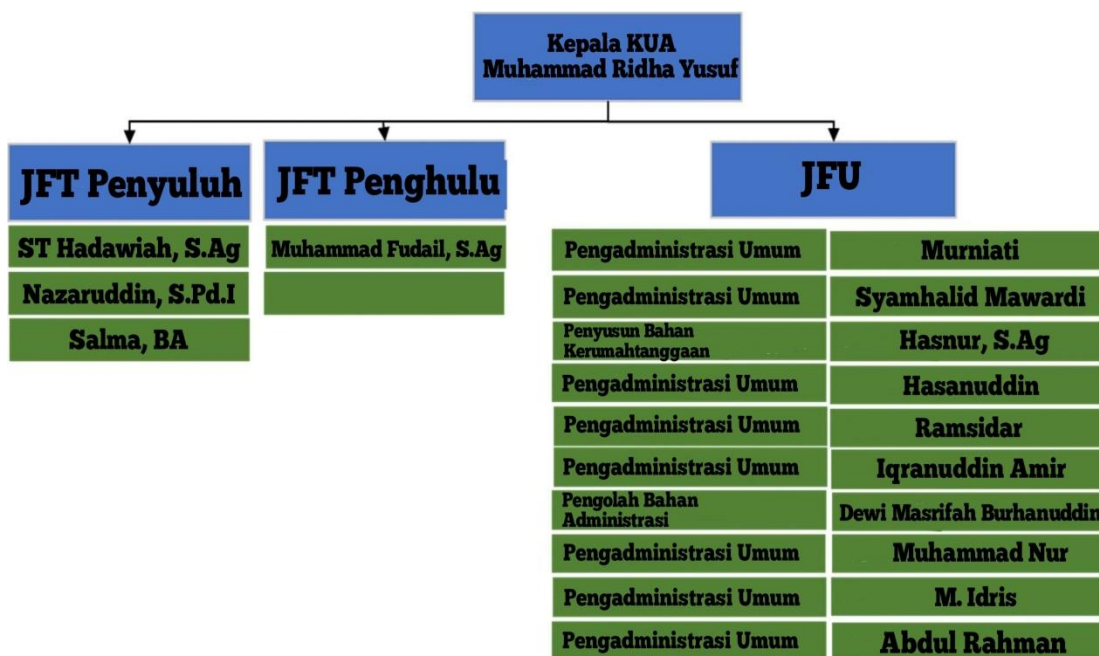 Kepala KUA
Muhammad Ridha Yusuf
JFT Penyuluh
ST Hadawiah, S.Ag
Nazaruddin, S.Pd.I
Salma, BA
JFT Penghulu
Muhammad Fudail, S.Ag
JFU
Pengadministrasi Umum
Murniati
Pengadministrasi Umum
Syamhalid Mawardi
Penyusun Bahan
Kerumahtanggaan
Hasnur, S.Ag
Pengadministrasi Umum
Hasanuddin
Pengadministrasi Umum
Ramsidar
Pengadministrasi Umum
Iqranuddin Amir
Pengolah Bahan
Administrasi
Dewi Masrifah Burhanuddin
Pengadministrasi Umum
Muhammad Nur
Pengadministrasi Umum
M. Idris
Pengadministrasi Umum
Abdul Rahman